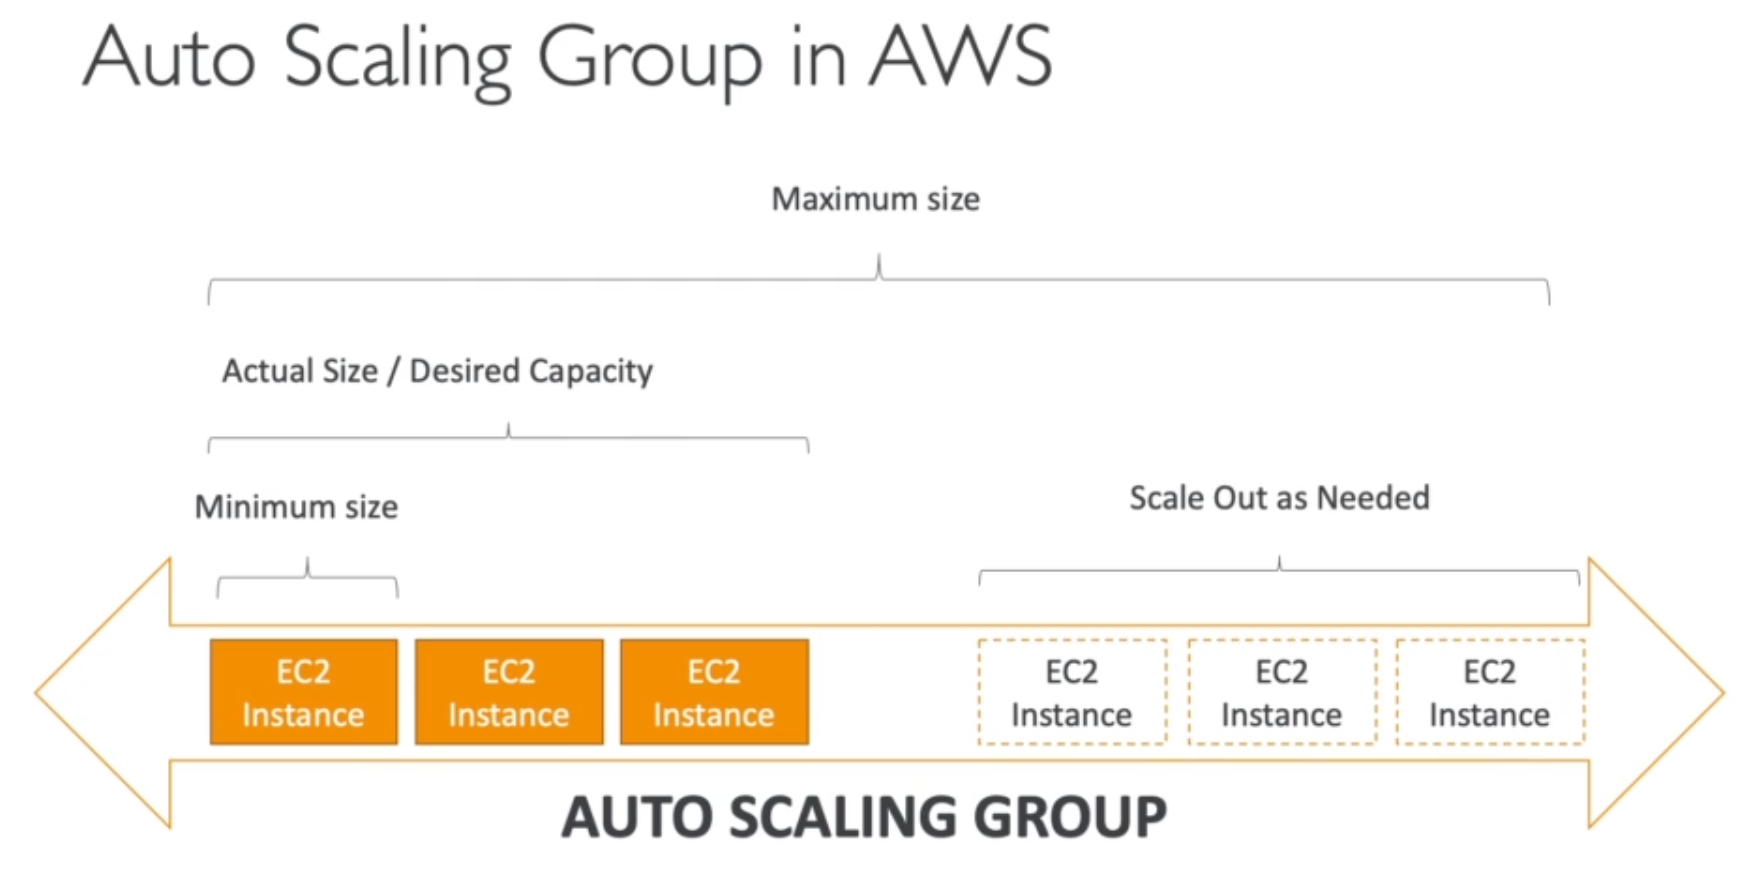 Auto Scaling Group in AWS
Maximum size
Actual Size / Desired Capacity
Minimum size
Scale Out as Needed
EC2
Instance
EC2
Instance
EC2
Instance
EC2
Instance
EC2
Instance
EC2
Instance
AUTO SCALING GROUP